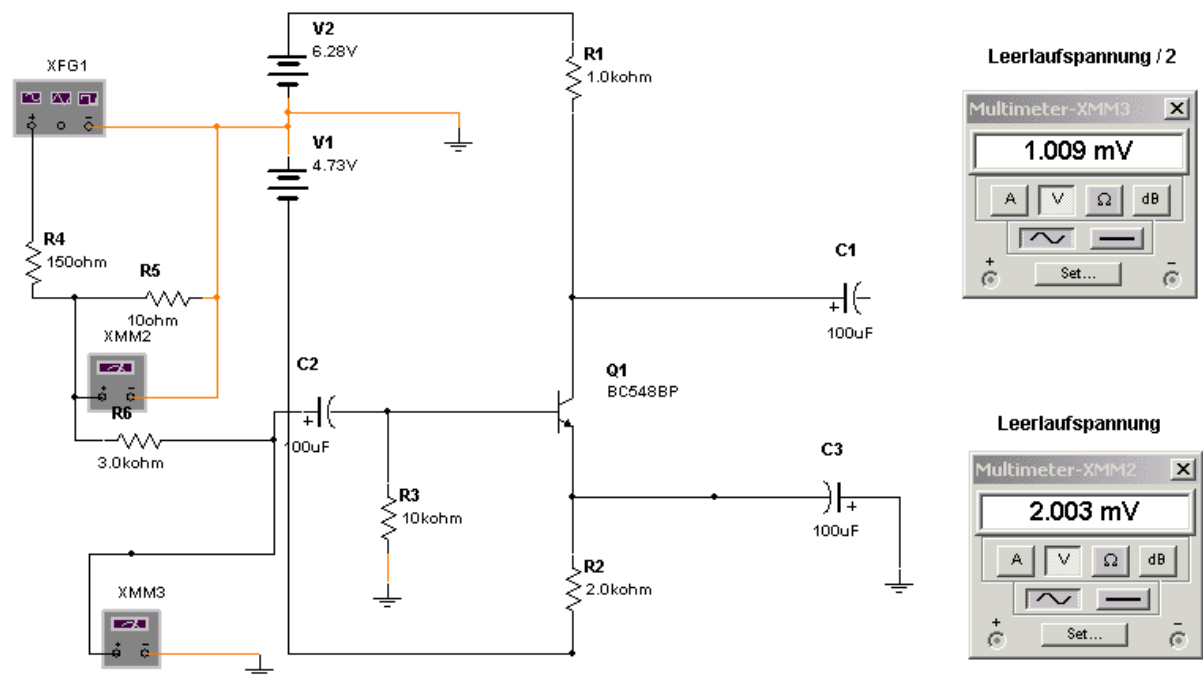 V2
6.28V
XFG1
R1
1.0kohm
Leerlaufspannung / 2
Multimeter-XMM3
1.009 mV
A V Ω dB
+ Set... -
V1
4.73V
R4
150ohm
R5
10ohm
XMM2
C1
+
100uF
C2
+
100uF
Q1
BC548BP
R6
3.0kohm
Leerlaufspannung
Multimeter-XMM2
2.003 mV
A V Ω dB
+ Set... -
C3
+
100uF
R3
10kohm
R2
2.0kohm
XMM3